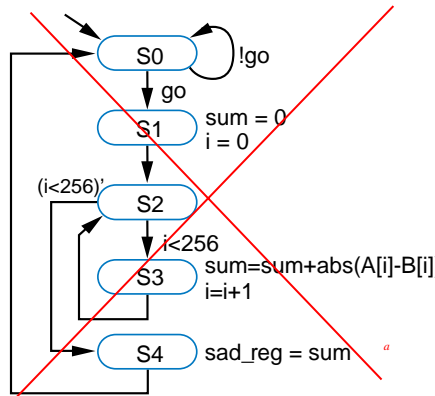 S0
!go
go
S1
sum = 0
i = 0
(i<256)'
S2
i<256
S3
sum=sum+abs(A[i]-B[i]
i=i+1
S4
sad_reg = sum
a